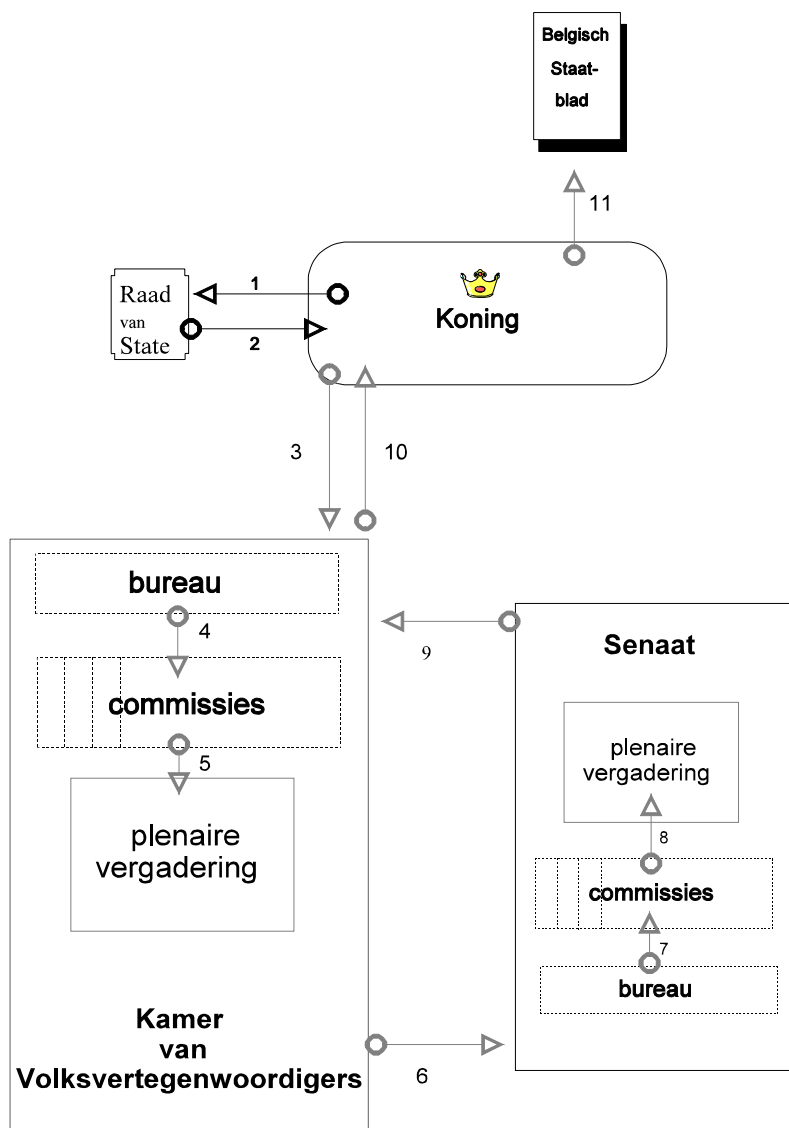 Belgisch
Staat-
blad
11
1
Raad
van
State
Koning
2
3
10
bureau
4
commissies
5
plenaire
vergadering
Kamer
van
Volksvertegenwoordigers
9
Senaat
plenaire
vergadering
8
commissies
7
bureau
6